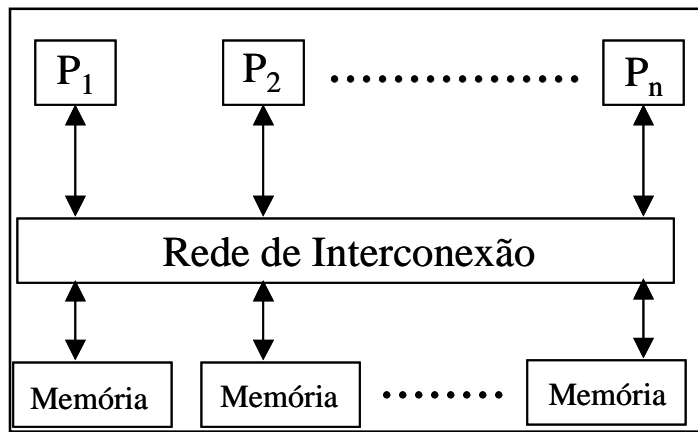 P₁ P₂ Pₙ
Rede de Interconexão
Memória Memória Memória